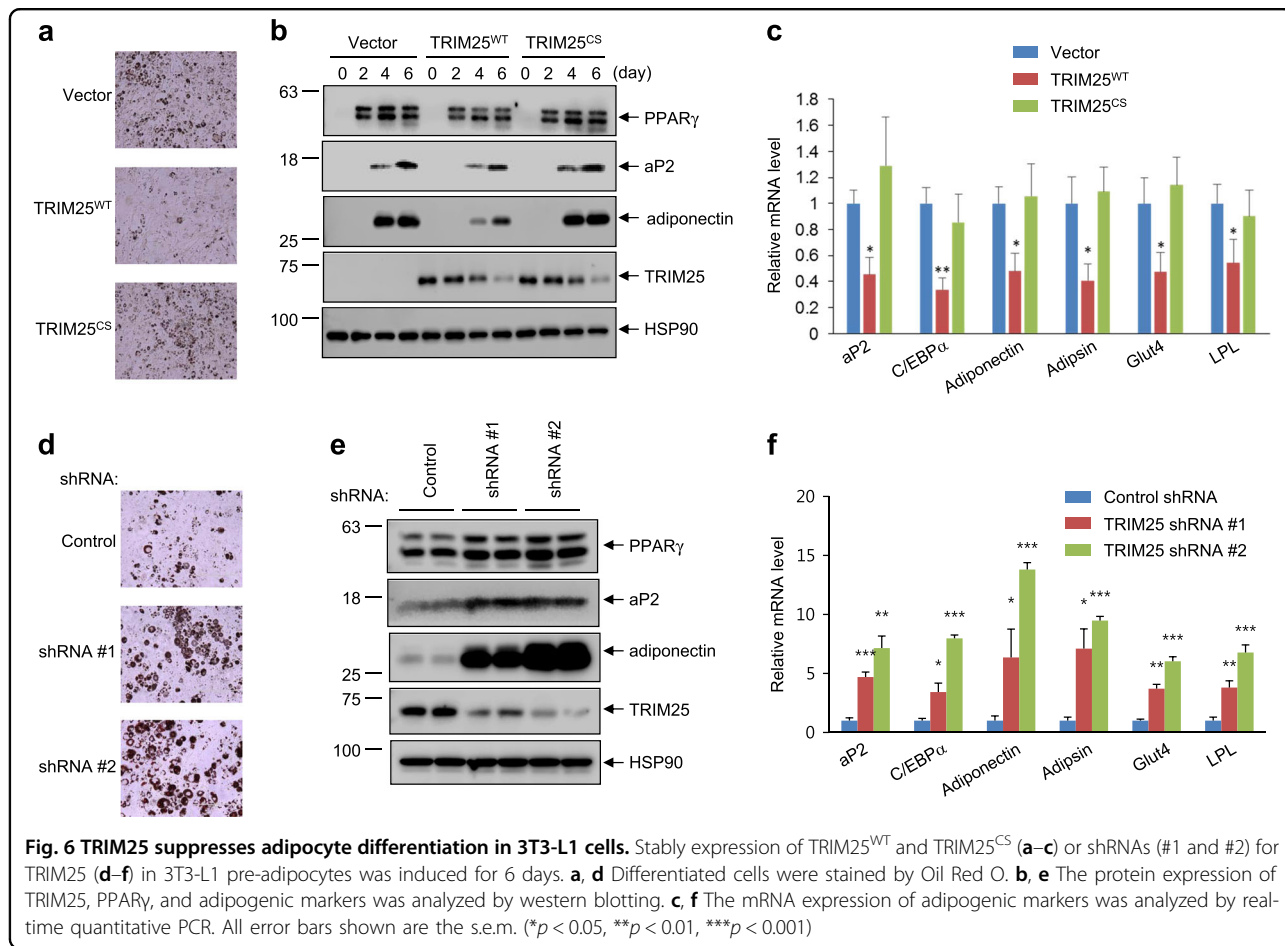 a
Vector
TRIM25WT
TRIM25CS
b
Vector TRIM25WT TRIM25CS
0 2 4 6 0 2 4 6 0 2 4 6 (day)
63
PPARγ
18
aP2
adiponectin
25
75
TRIM25
100
HSP90
c
Vector
TRIM25WT
TRIM25CS
Relative mRNA level
1.8
1.6
1.4
1.2
1
0.8
0.6
0.4
0.2
0
* ** * * * *
aP2 C/EBPα Adiponectin Adipsin Glut4 LPL
d
shRNA:
Control
shRNA #1
shRNA #2
e
shRNA: Control shRNA #1 shRNA #2
63
PPARγ
18
aP2
adiponectin
25
75
TRIM25
100
HSP90
f
Control shRNA
TRIM25 shRNA #1
TRIM25 shRNA #2
Relative mRNA level
20
15
10
5
0
*** ** * *** * *** * *** ** *** ** ***
aP2 C/EBPα Adiponectin Adipsin Glut4 LPL
Fig. 6 TRIM25 suppresses adipocyte differentiation in 3T3-L1 cells. Stably expression of TRIM25WT and TRIM25CS (a–c) or shRNAs (#1 and #2) for
TRIM25 (d–f) in 3T3-L1 pre-adipocytes was induced for 6 days. a, d Differentiated cells were stained by Oil Red O. b, e The protein expression of
TRIM25, PPARγ, and adipogenic markers was analyzed by western blotting. c, f The mRNA expression of adipogenic markers was analyzed by real-
time quantitative PCR. All error bars shown are the s.e.m. (*p < 0.05, **p < 0.01, ***p < 0.001)